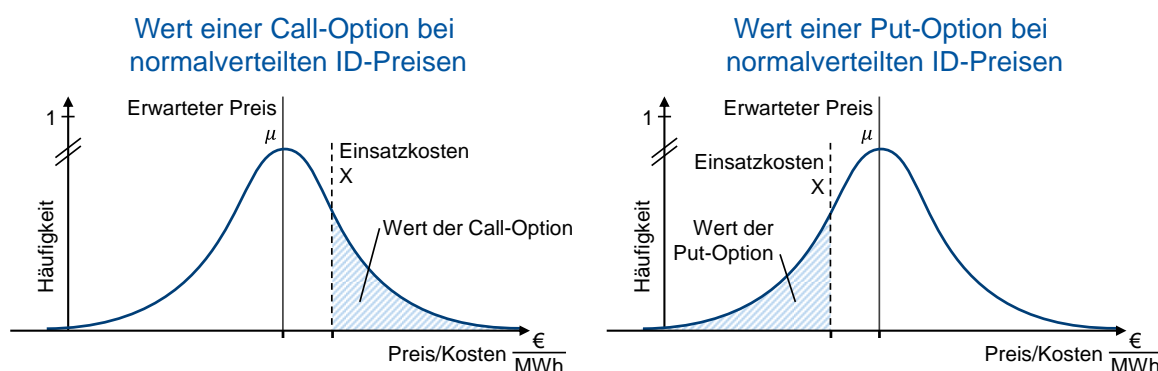 Wert einer Call-Option bei
normalverteilten ID-Preisen
1
Erwarteter Preis
μ
Einsatzkosten
X
Wert der Call-Option
Häufigkeit
Preis/Kosten €
MWh
Wert einer Put-Option bei
normalverteilten ID-Preisen
1
Erwarteter Preis
μ
Einsatzkosten
X
Wert der
Put-Option
Häufigkeit
Preis/Kosten €
MWh